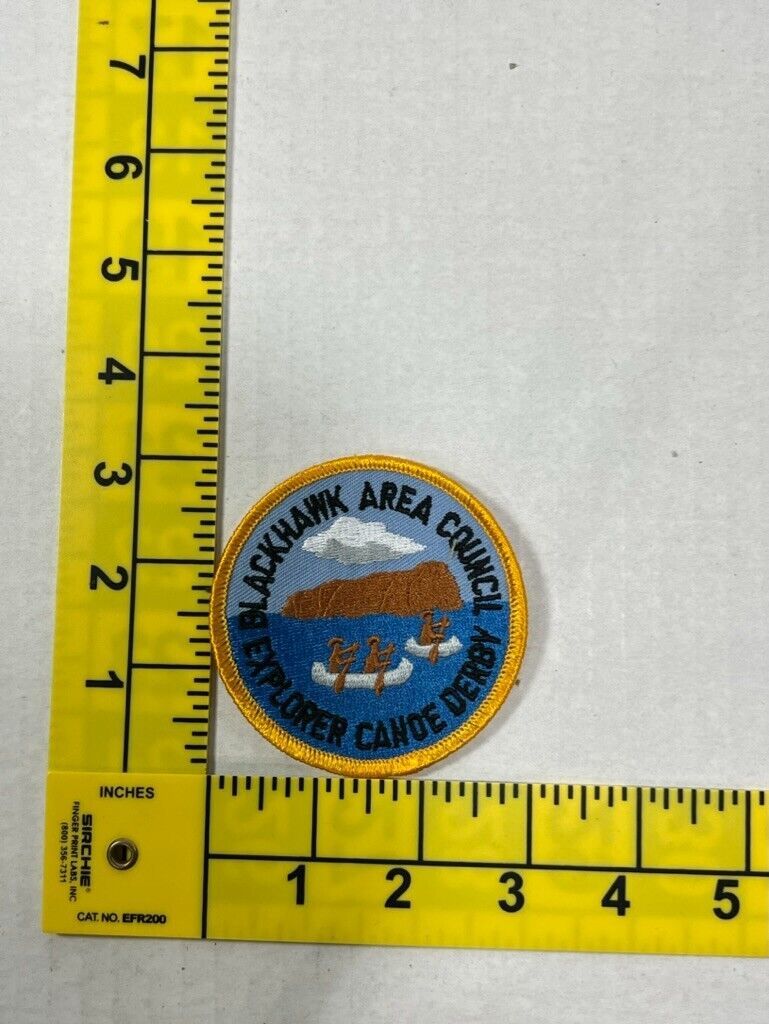 7
6
5
4
3
2
1
BLACKHAWK AREA COUNCIL
EXPLORER CANOE DERBY
INCHES
SIRCHIE®
FINGER PRINT LABS, INC
(800) 356-7311
CAT. NO. EFR200
1 2 3 4 5